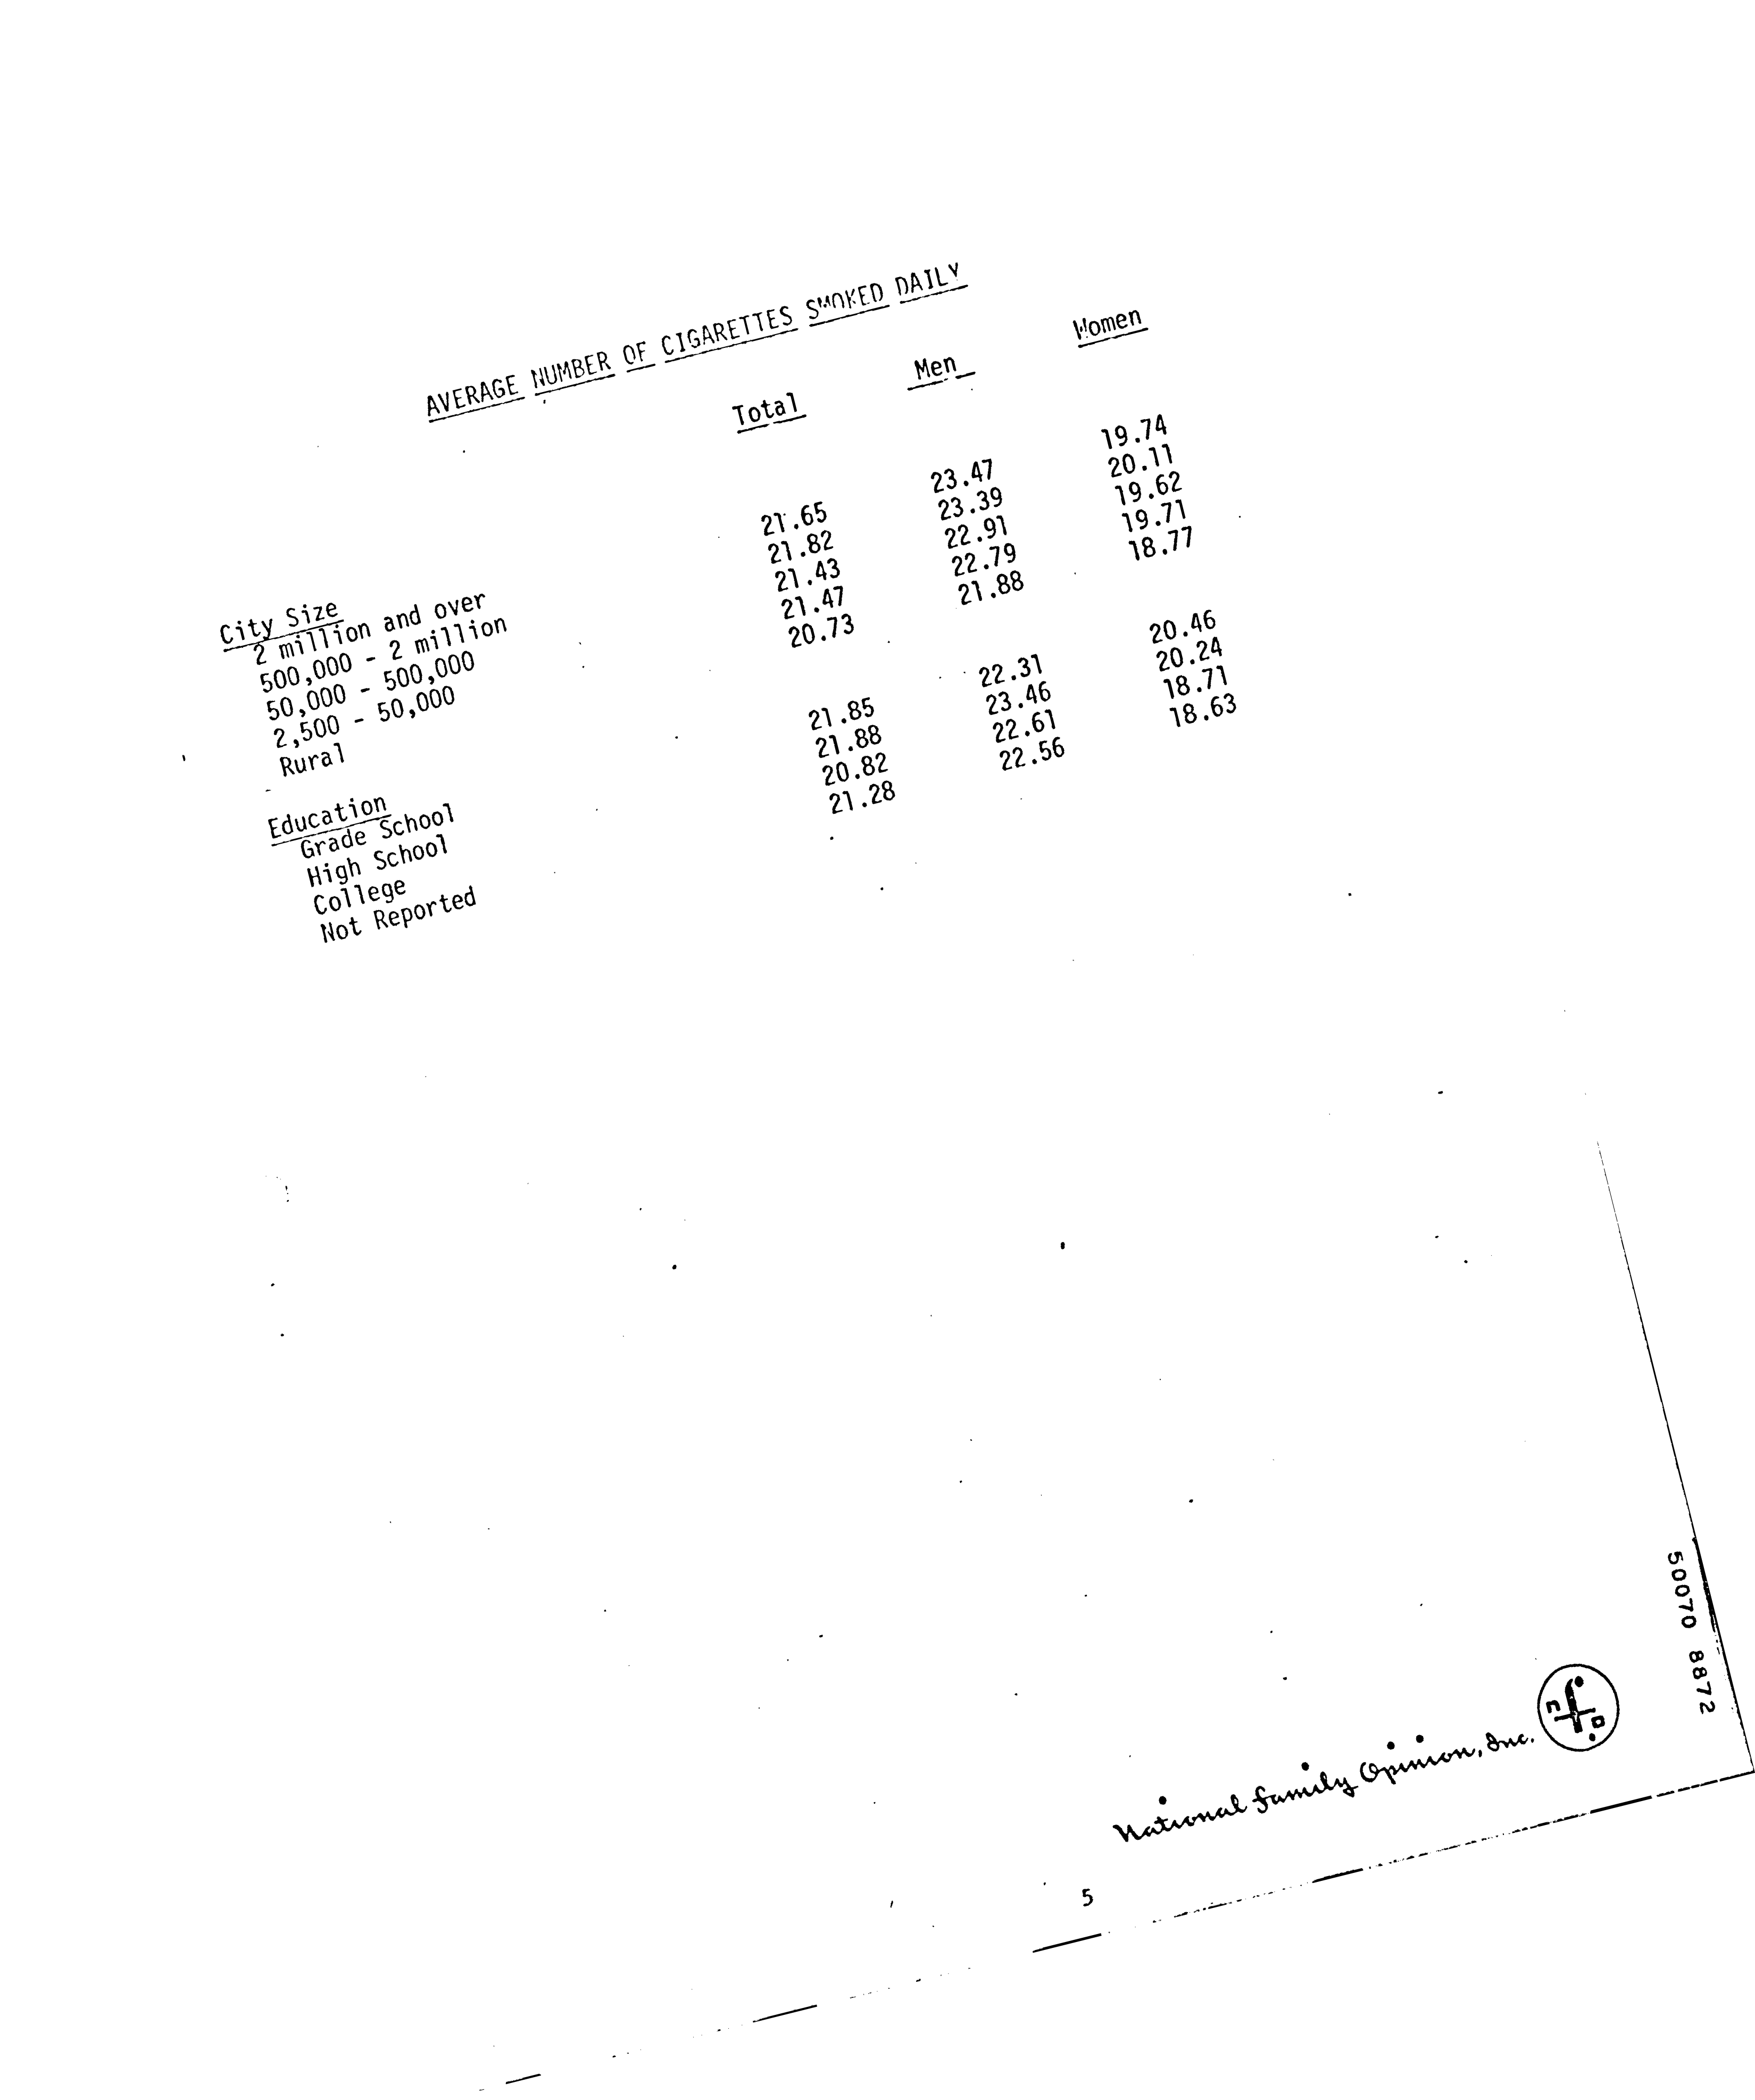 AVERAGE NUMBER OF CIGARETTES SMOKED DAILY
Total Men Women
City Size
2 million and over 21.65 23.47 19.74
500,000 - 2 million 21.82 23.39 20.11
50,000 - 500,000 21.43 22.91 19.62
2,500 - 50,000 21.47 22.79 19.71
Rural 20.73 21.88 18.77
Education
Grade School 21.85 22.31 20.46
High School 21.88 23.46 20.24
College 20.82 22.61 18.71
Not Reported 21.28 22.56 18.63
National Family Opinion, Inc.
nfo
5
50070 8872